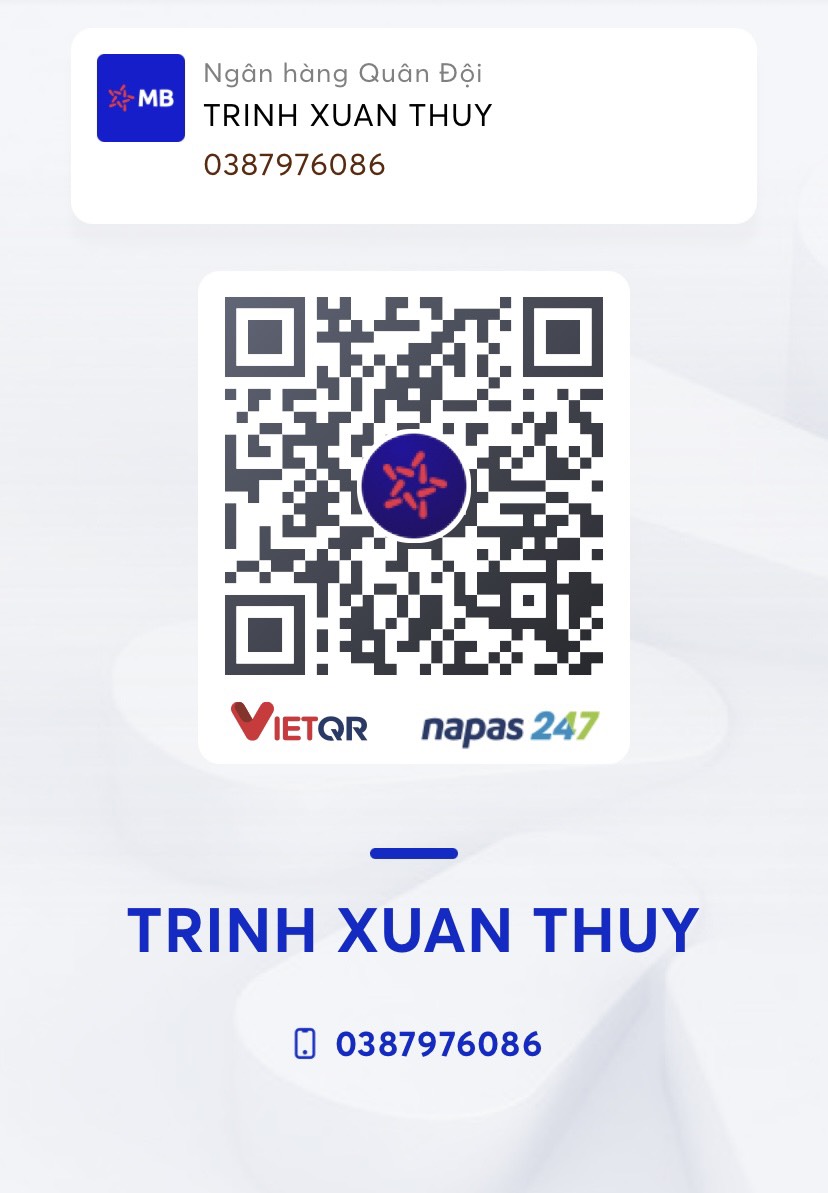 MB
Ngân hàng Quân Đội
TRINH XUAN THUY
0387976086
VIETQR
napas 247
TRINH XUAN THUY
0387976086